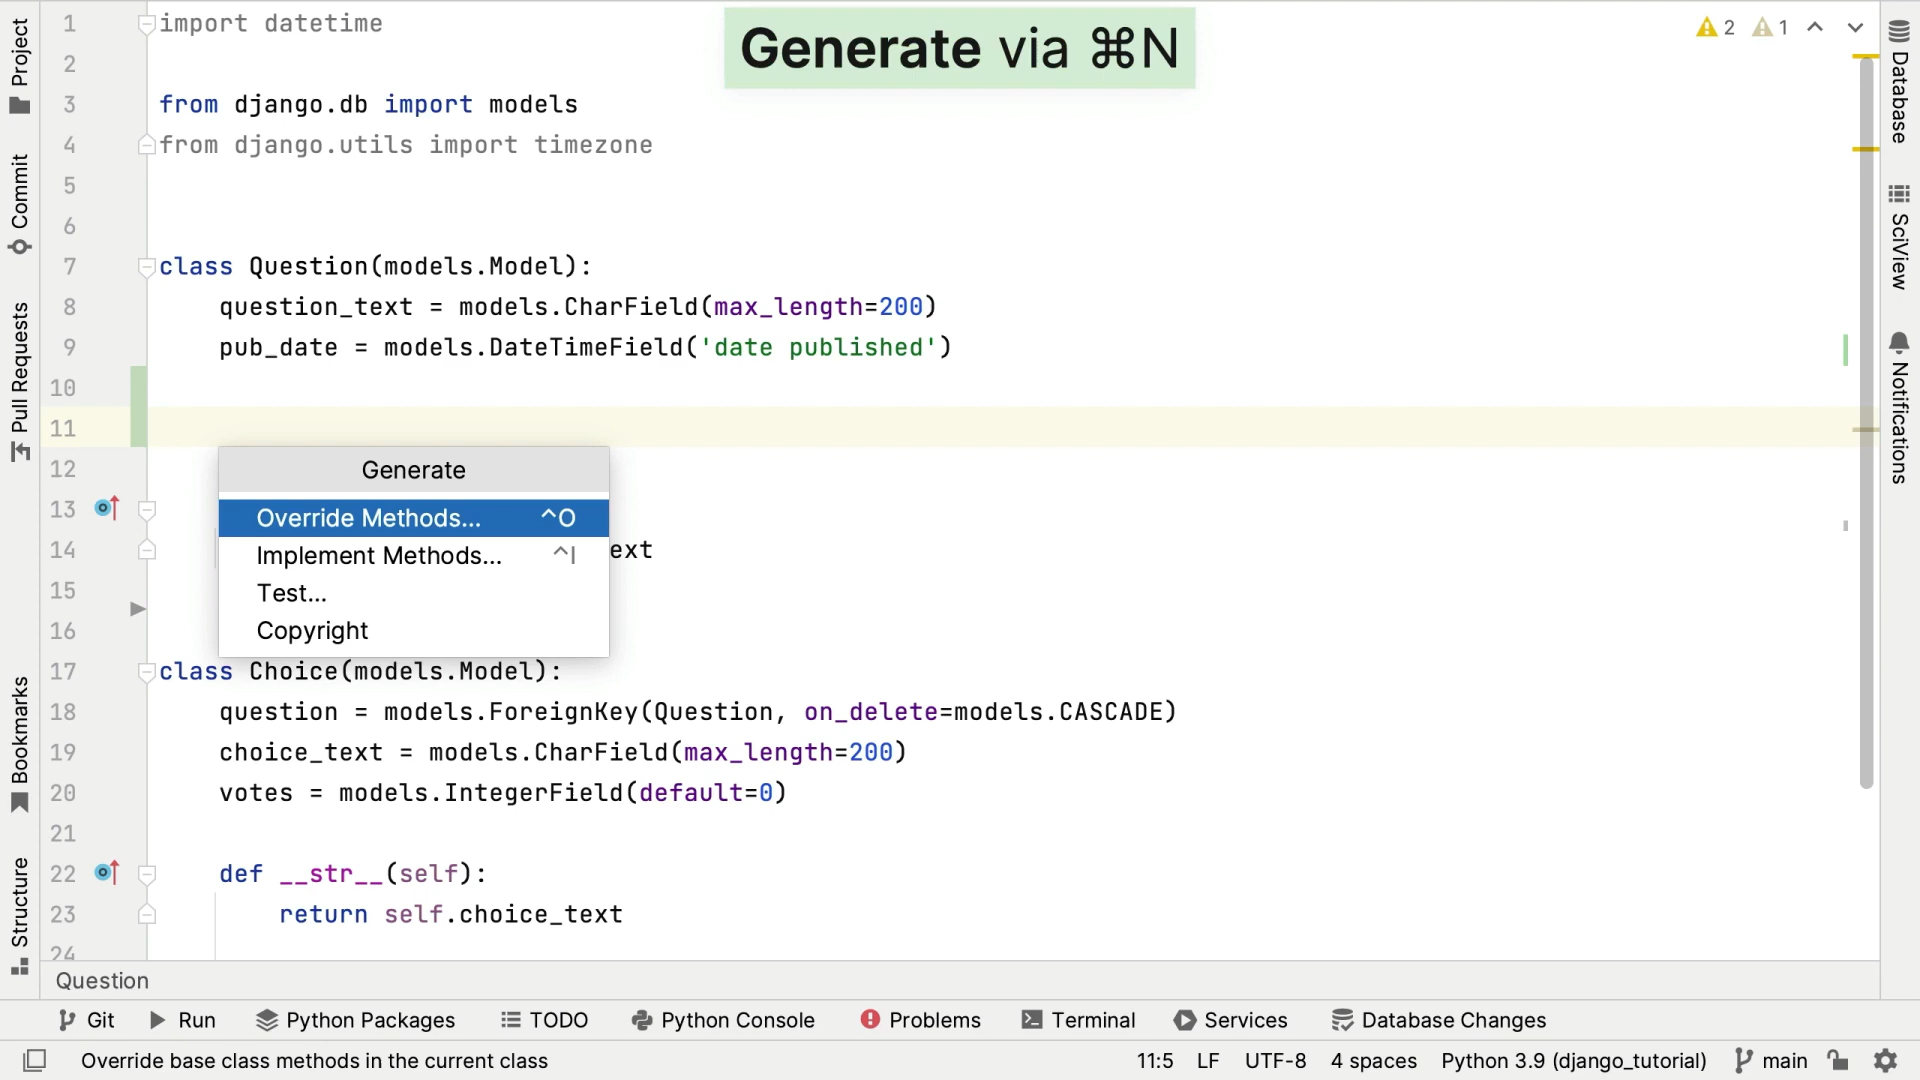 Generate via ⌘N
2 1
Project
Commit
Pull Requests
Bookmarks
Structure
Database
SciView
Notifications
1 import datetime
2
3 from django.db import models
4 from django.utils import timezone
5
6
7 class Question(models.Model):
8 question_text = models.CharField(max_length=200)
9 pub_date = models.DateTimeField('date published')
10
11
12
13
14 ext
15
16
Generate
Override Methods... ^O
Implement Methods... ^I
Test...
Copyright
17 class Choice(models.Model):
18 question = models.ForeignKey(Question, on_delete=models.CASCADE)
19 choice_text = models.CharField(max_length=200)
20 votes = models.IntegerField(default=0)
21
22 def __str__(self):
23 return self.choice_text
24
Question
Git Run Python Packages TODO Python Console Problems Terminal Services Database Changes
Override base class methods in the current class 11:5 LF UTF-8 4 spaces Python 3.9 (django_tutorial) main